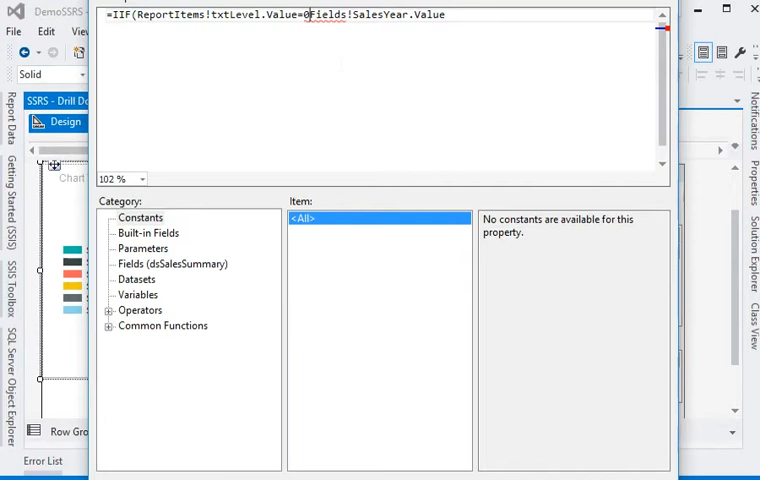 DemoSSRS
File
=IIF(ReportItems!txtLevel.Value=0Fields!SalesYear.Value
Solid
SSRS - Drill Do
Design
Chart
Report Data
Getting Started (SSIS)
SSIS Toolbox
SQL Server Object Explorer
102 %
Category:
Item:
Constants
Built-in Fields
Parameters
Fields (dsSalesSummary)
Datasets
Variables
Operators
Common Functions
<All>
No constants are available for this
property.
Notifications
Properties
Solution Explorer
Class View
Row Gro
Error List